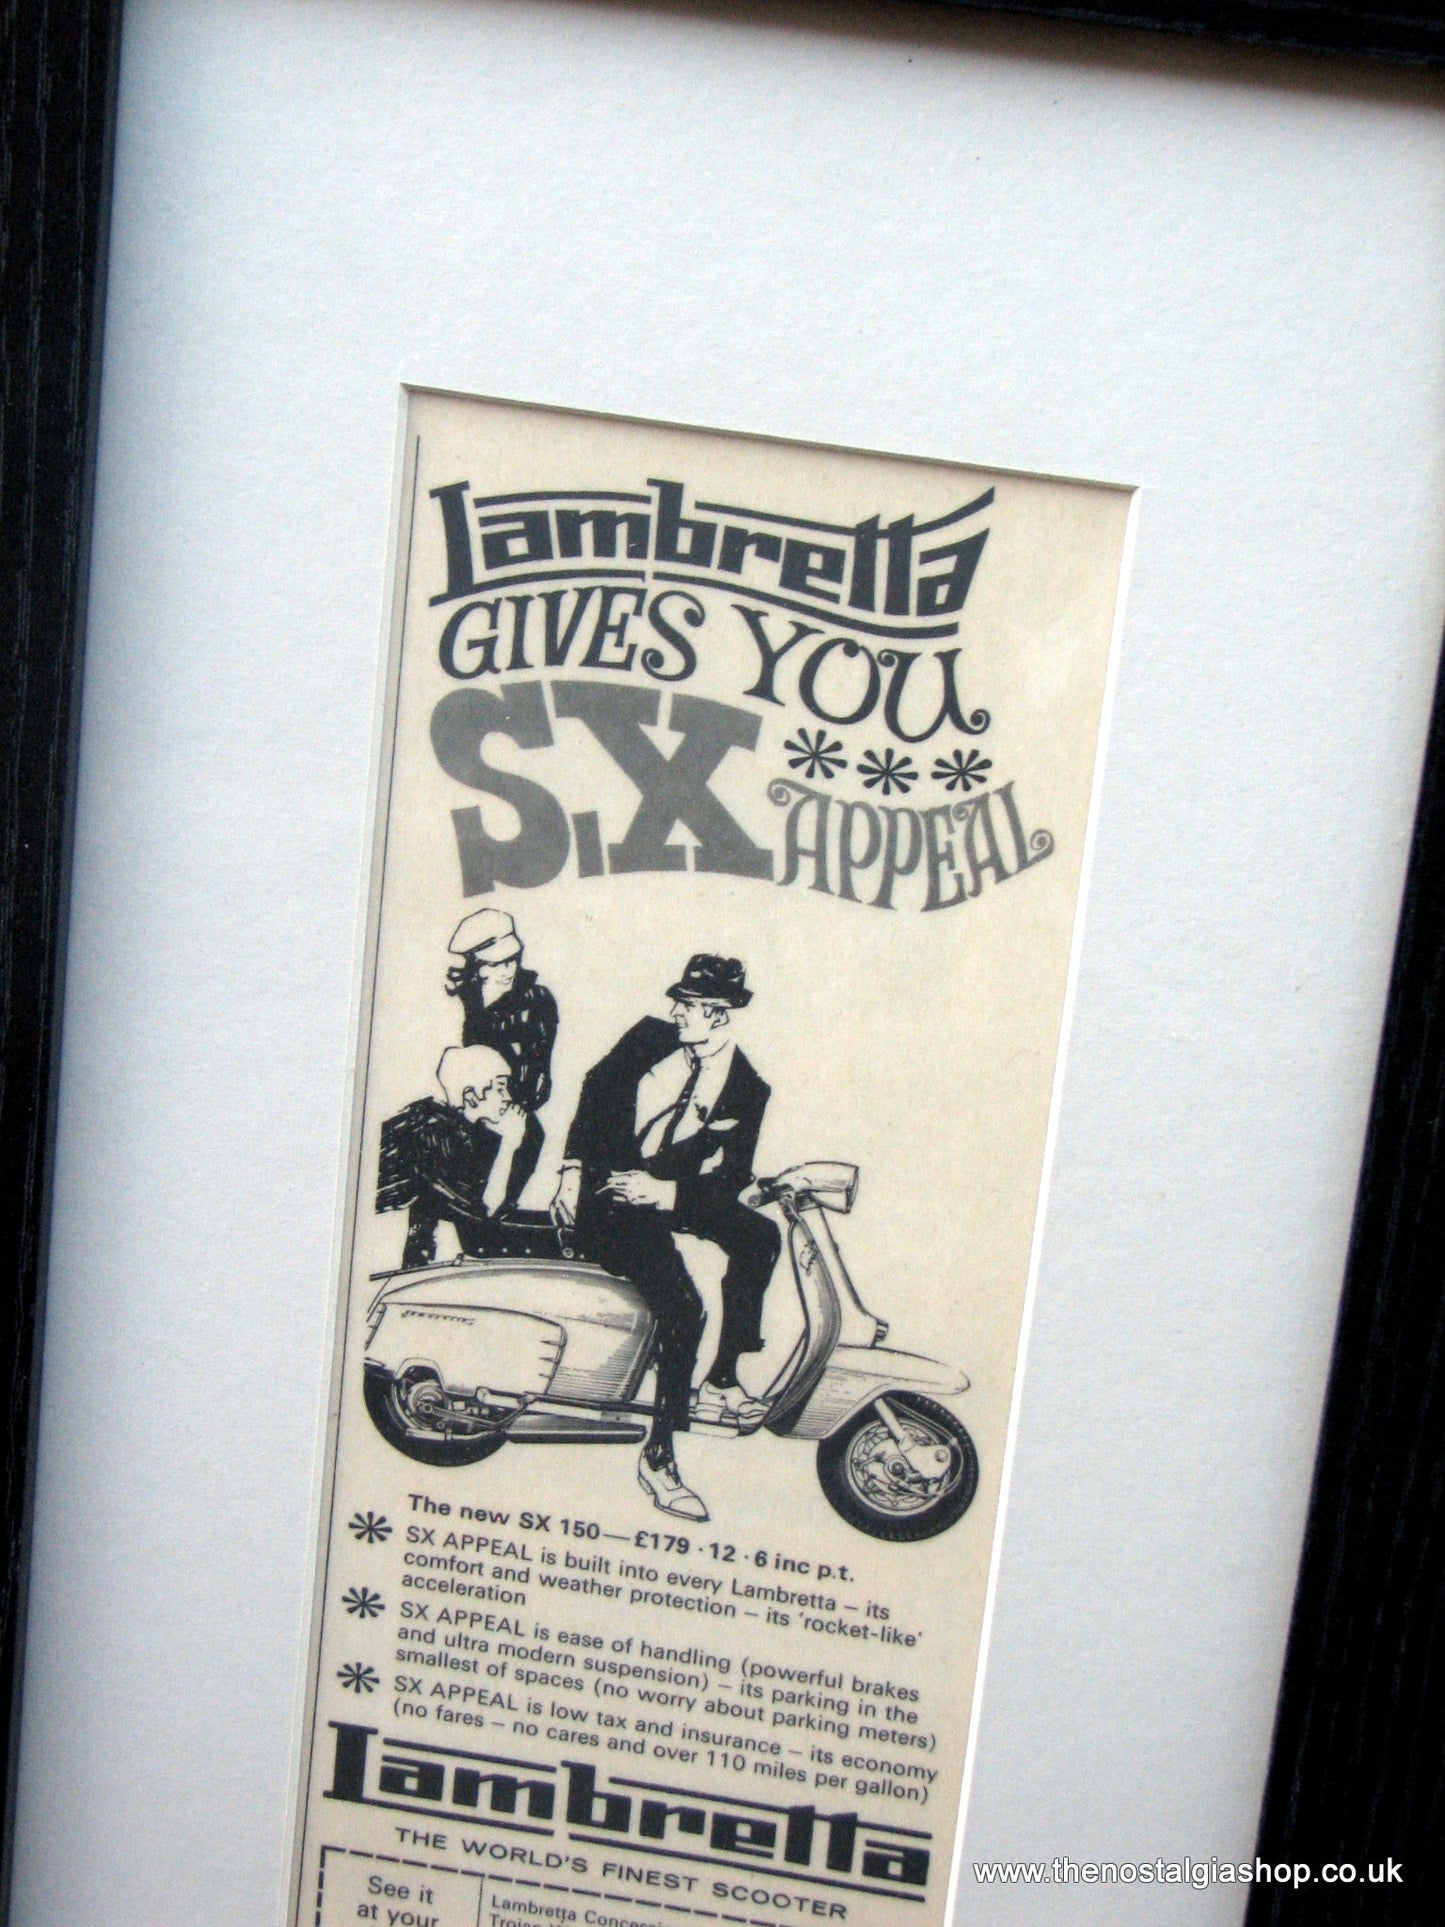 Lambretta
GIVES YOU
S.X APPEAL
The new SX 150—£179 · 12 · 6 inc p.t.
SX APPEAL is built into every Lambretta – its
comfort and weather protection – its 'rocket-like'
acceleration
SX APPEAL is ease of handling (powerful brakes
and ultra modern suspension) – its parking in the
smallest of spaces (no worry about parking meters)
SX APPEAL is low tax and insurance – its economy
(no fares – no cares and over 110 miles per gallon)
Lambretta
THE WORLD'S FINEST SCOOTER
See it
at your
Lambretta
Trojan
www.thenostalgiashop.co.uk